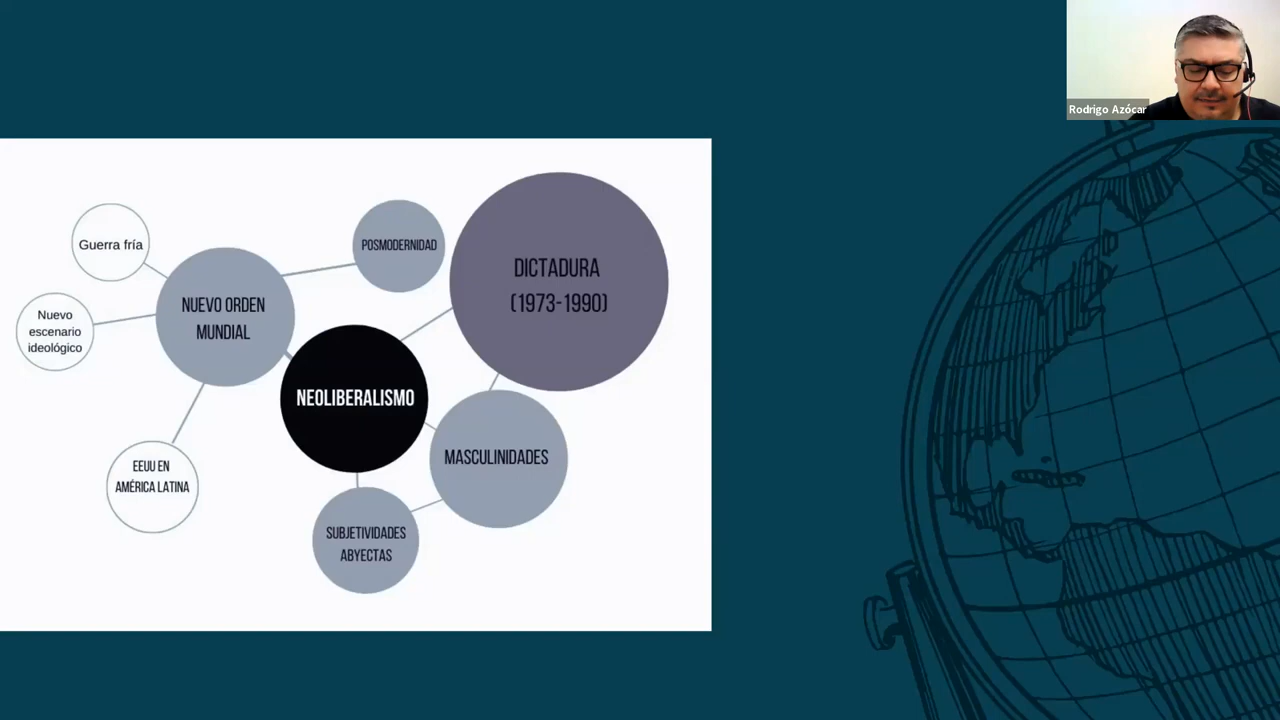 Rodrigo Azócar
Guerra fría
POSMODERNIDAD
DICTADURA
(1973-1990)
NUEVO ORDEN
MUNDIAL
Nuevo
escenario
ideológico
NEOLIBERALISMO
MASCULINIDADES
EEUU EN
AMÉRICA LATINA
SUBJETIVIDADES
ABYECTAS